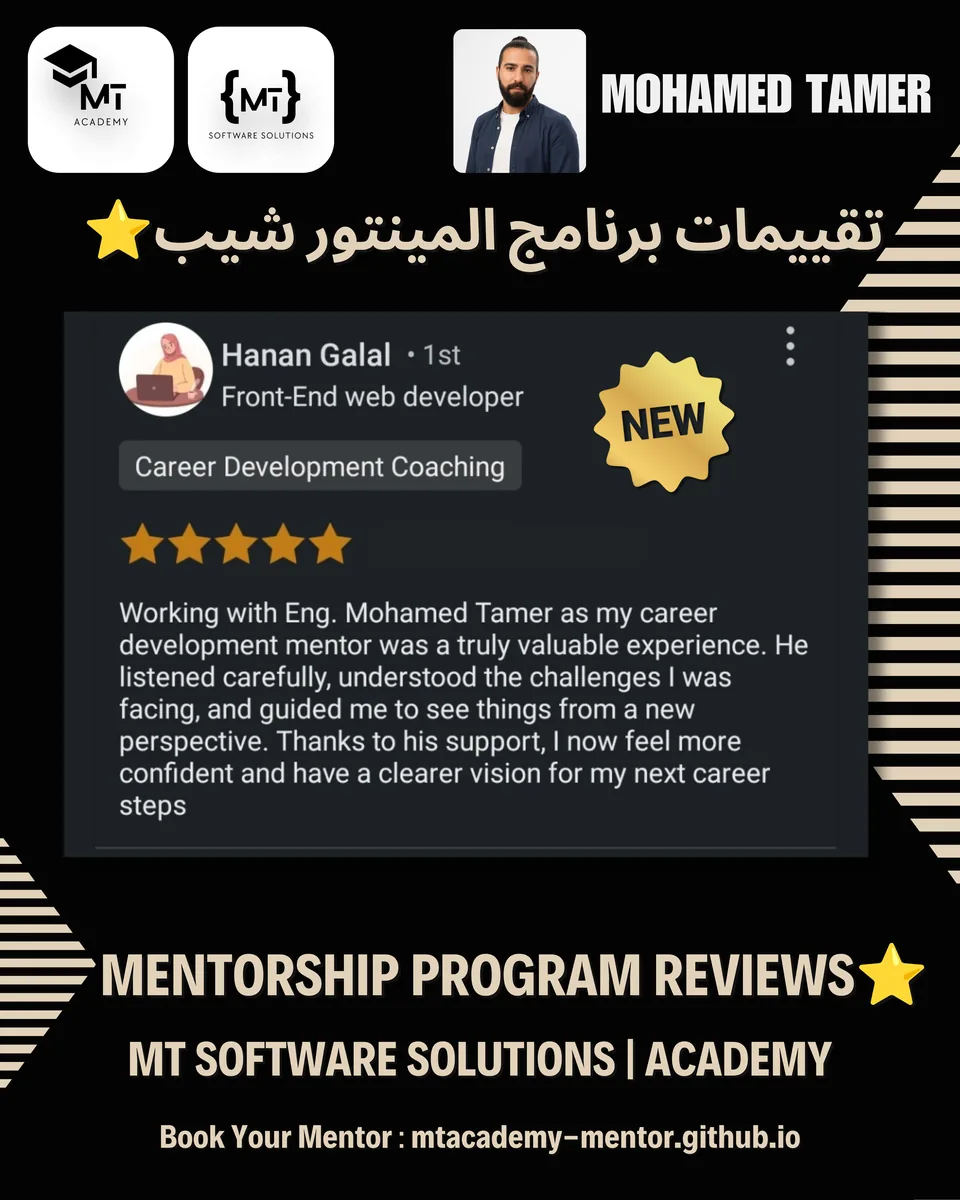 MT
ACADEMY
{MT}
SOFTWARE SOLUTIONS
MOHAMED TAMER
تقييمات برنامج المينتور شيب⭐
Hanan Galal • 1st
Front-End web developer
NEW
Career Development Coaching
Working with Eng. Mohamed Tamer as my career
development mentor was a truly valuable experience. He
listened carefully, understood the challenges I was
facing, and guided me to see things from a new
perspective. Thanks to his support, I now feel more
confident and have a clearer vision for my next career
steps
MENTORSHIP PROGRAM REVIEWS⭐
MT SOFTWARE SOLUTIONS | ACADEMY
Book Your Mentor : mtacademy-mentor.github.io